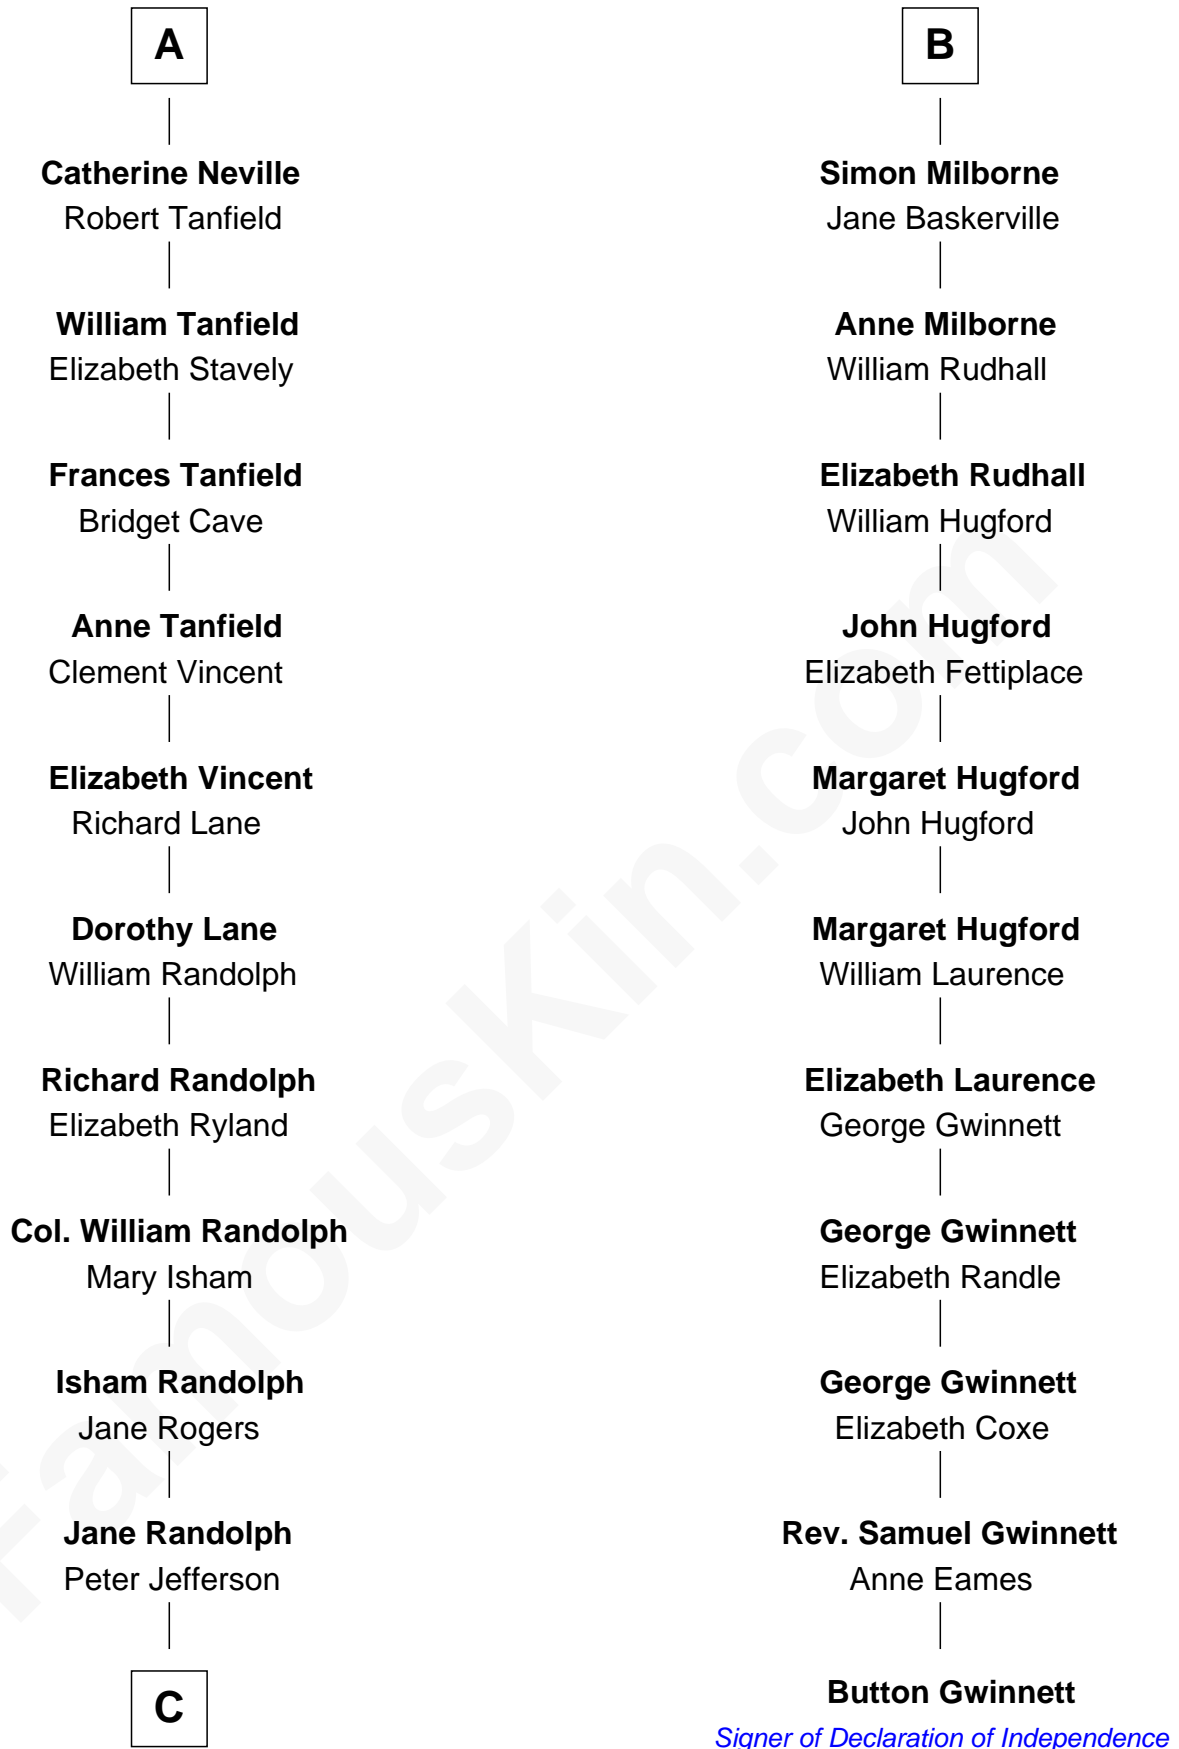 A
Catherine Neville
Robert Tanfield
William Tanfield
Elizabeth Stavely
Frances Tanfield
Bridget Cave
Anne Tanfield
Clement Vincent
Elizabeth Vincent
Richard Lane
Dorothy Lane
William Randolph
Richard Randolph
Elizabeth Ryland
Col. William Randolph
Mary Isham
Isham Randolph
Jane Rogers
Jane Randolph
Peter Jefferson
C
B
Simon Milborne
Jane Baskerville
Anne Milborne
William Rudhall
Elizabeth Rudhall
William Hugford
John Hugford
Elizabeth Fettiplace
Margaret Hugford
John Hugford
Margaret Hugford
William Laurence
Elizabeth Laurence
George Gwinnett
George Gwinnett
Elizabeth Randle
George Gwinnett
Elizabeth Coxe
Rev. Samuel Gwinnett
Anne Eames
Button Gwinnett
Signer of Declaration of Independence
FamousKin.com